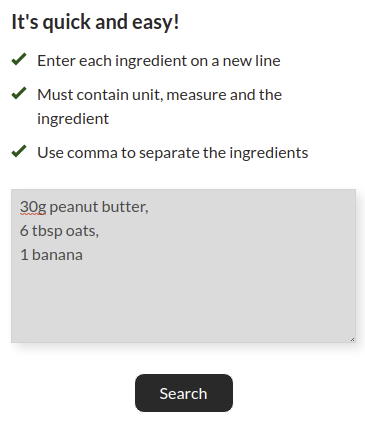 It's quick and easy!
Enter each ingredient on a new line
Must contain unit, measure and the
ingredient
Use comma to separate the ingredients
30g peanut butter,
6 tbsp oats,
1 banana
Search